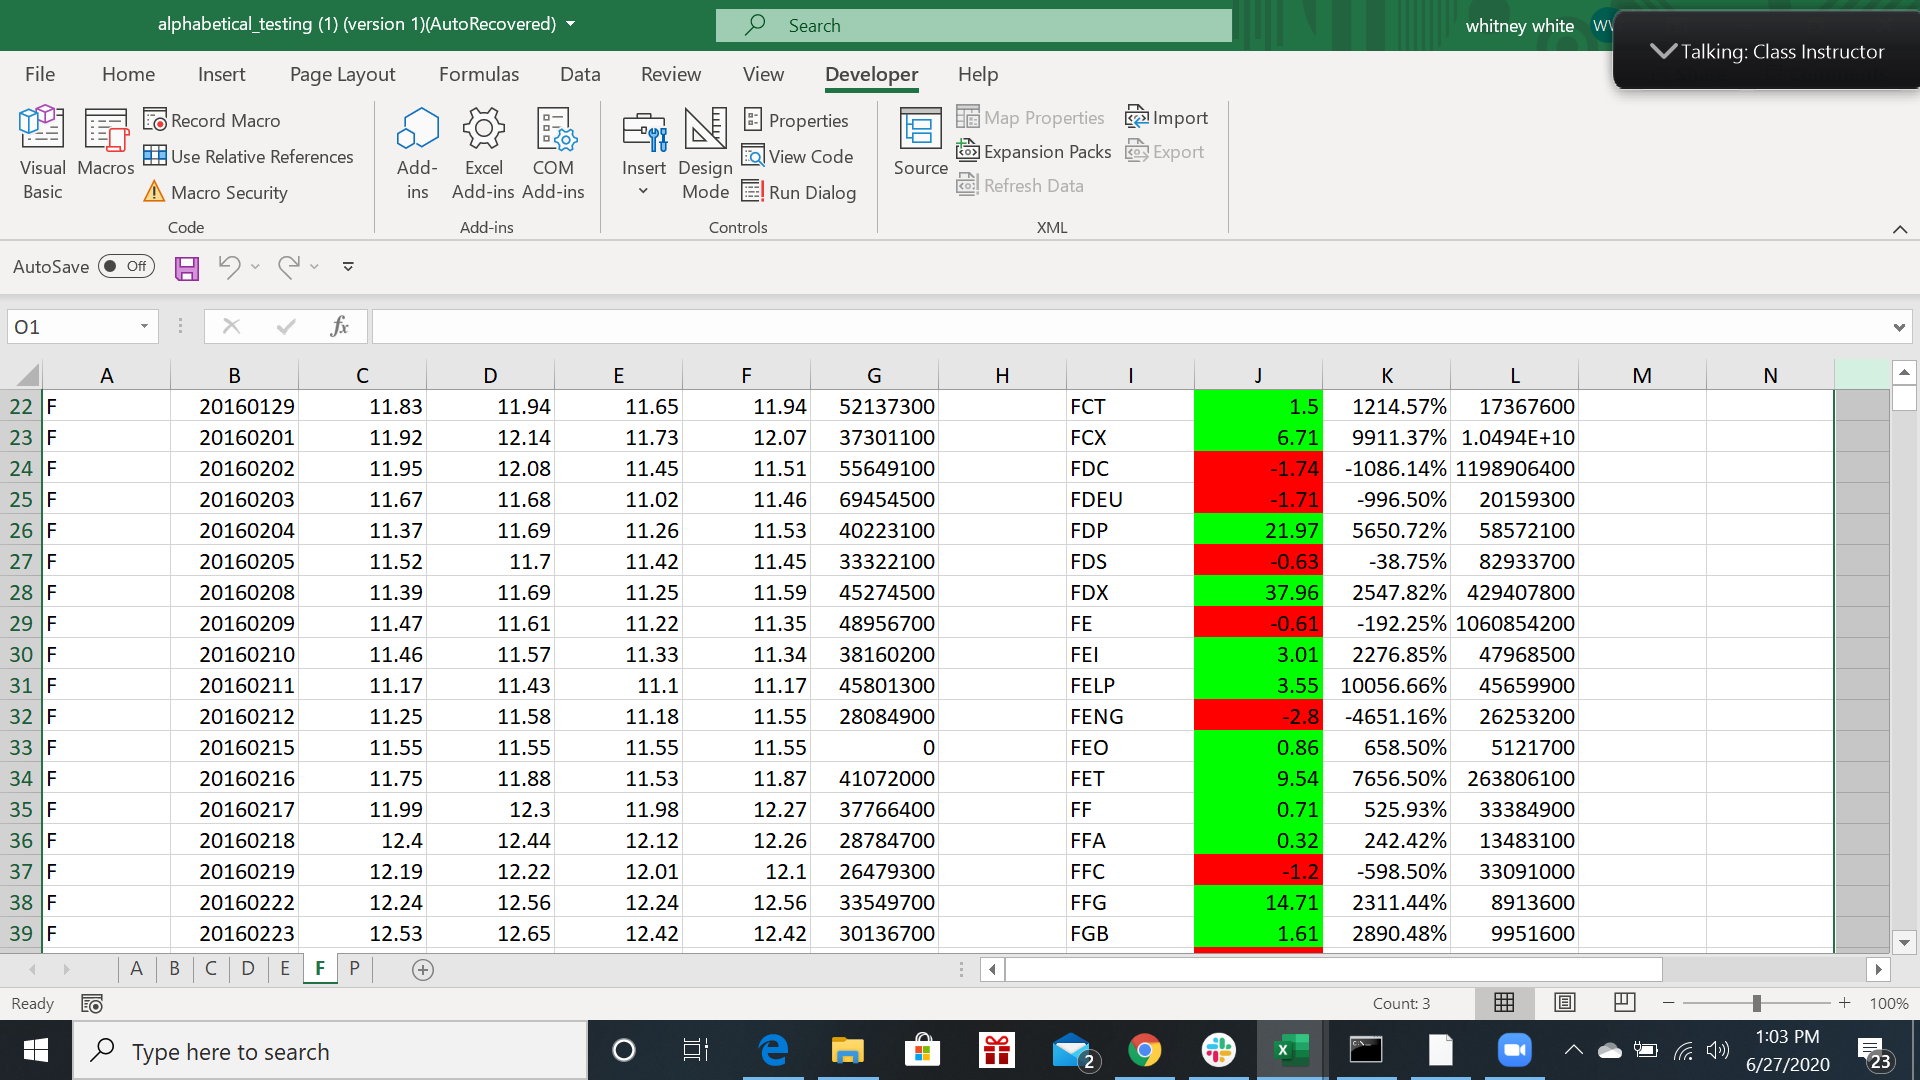 alphabetical_testing (1) (version 1)(AutoRecovered)
Search
whitney white
Talking: Class Instructor
File Home Insert Page Layout Formulas Data Review View Developer Help
Visual Basic
Macros
Record Macro
Use Relative References
Macro Security
Code
Add-ins
Excel Add-ins
COM Add-ins
Add-ins
Insert
Design Mode
Properties
View Code
Run Dialog
Controls
Source
Map Properties
Expansion Packs
Refresh Data
Import
Export
XML
AutoSave Off
O1 fx
A B C D E F G H I J K L M N
22 F 20160129 11.83 11.94 11.65 11.94 52137300 FCT 1.5 1214.57% 17367600
23 F 20160201 11.92 12.14 11.73 12.07 37301100 FCX 6.71 9911.37% 1.0494E+10
24 F 20160202 11.95 12.08 11.45 11.51 55649100 FDC -1.74 -1086.14% 1198906400
25 F 20160203 11.67 11.68 11.02 11.46 69454500 FDEU -1.71 -996.50% 20159300
26 F 20160204 11.37 11.69 11.26 11.53 40223100 FDP 21.97 5650.72% 58572100
27 F 20160205 11.52 11.7 11.42 11.45 33322100 FDS -0.63 -38.75% 82933700
28 F 20160208 11.39 11.69 11.25 11.59 45274500 FDX 37.96 2547.82% 429407800
29 F 20160209 11.47 11.61 11.22 11.35 48956700 FE -0.61 -192.25% 1060854200
30 F 20160210 11.46 11.57 11.33 11.34 38160200 FEI 3.01 2276.85% 47968500
31 F 20160211 11.17 11.43 11.1 11.17 45801300 FELP 3.55 10056.66% 45659900
32 F 20160212 11.25 11.58 11.18 11.55 28084900 FENG -2.8 -4651.16% 26253200
33 F 20160215 11.55 11.55 11.55 11.55 0 FEO 0.86 658.50% 5121700
34 F 20160216 11.75 11.88 11.53 11.87 41072000 FET 9.54 7656.50% 263806100
35 F 20160217 11.99 12.3 11.98 12.27 37766400 FF 0.71 525.93% 33384900
36 F 20160218 12.4 12.44 12.12 12.26 28784700 FFA 0.32 242.42% 13483100
37 F 20160219 12.19 12.22 12.01 12.1 26479300 FFC -1.2 -598.50% 33091000
38 F 20160222 12.24 12.56 12.24 12.56 33549700 FFG 14.71 2311.44% 8913600
39 F 20160223 12.53 12.65 12.42 12.42 30136700 FGB 1.61 2890.48% 9951600
A B C D E F P
Ready Count: 3 100%
Type here to search
2
1:03 PM
6/27/2020
23